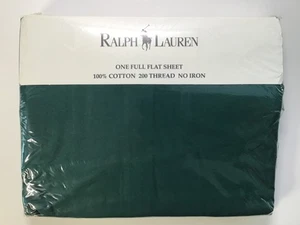 RALPH LAUREN
ONE FULL FLAT SHEET
100% COTTON 200 THREAD NO IRON